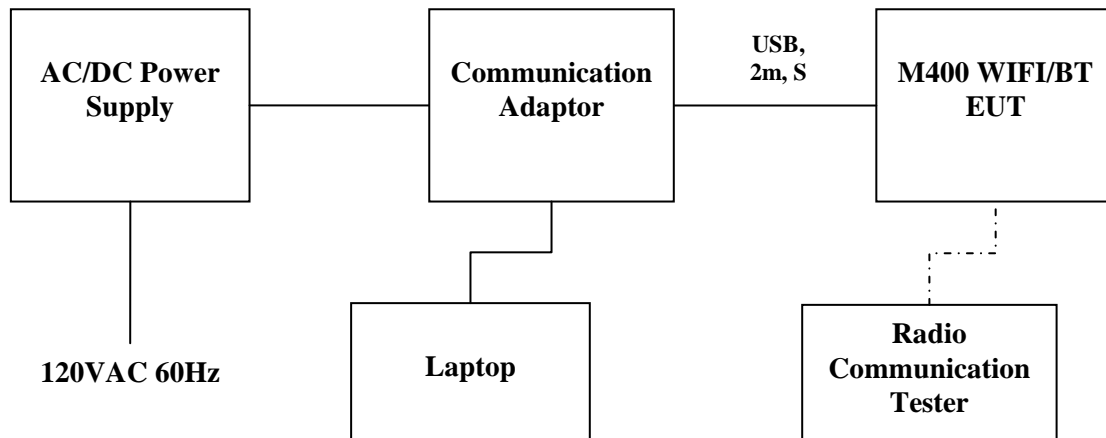 AC/DC Power
Supply
Communication
Adaptor
USB,
2m, S
M400 WIFI/BT
EUT
120VAC 60Hz
Laptop
Radio
Communication
Tester